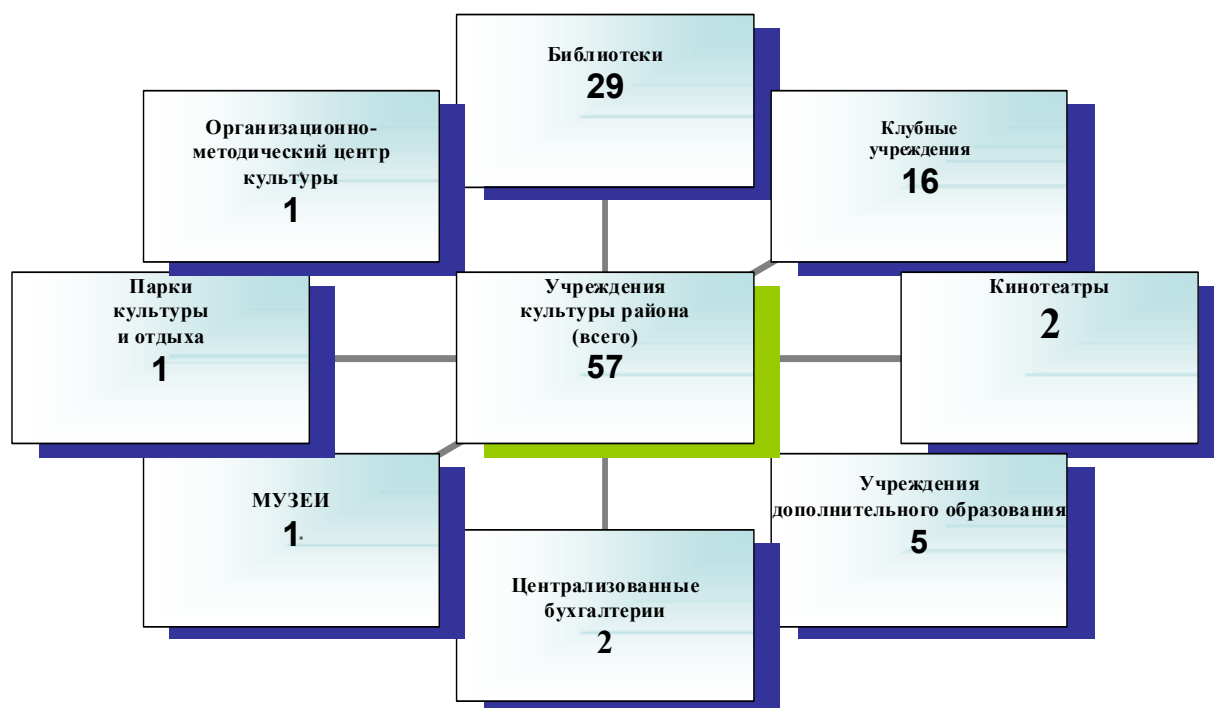 Библиотеки
29
Организационно-
методический центр
культуры
1
Клубные
учреждения
16
Парки
культуры
и отдыха
1
Учреждения
культуры района
(всего)
57
Кинотеатры
2
МУЗЕИ
1.
Централизованные
бухгалтерии
2
Учреждения
дополнительного образования
5